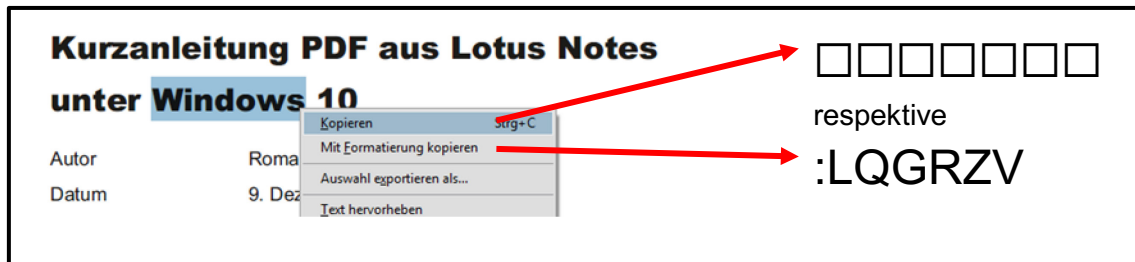 Kurzanleitung PDF aus Lotus Notes
unter Windows 10
Kopieren Strg+C
Mit Formatierung kopieren
Auswahl exportieren als...
Text hervorheben
Autor Roma
Datum 9. Dez
□□□□□□□
respektive
:LQGRZV